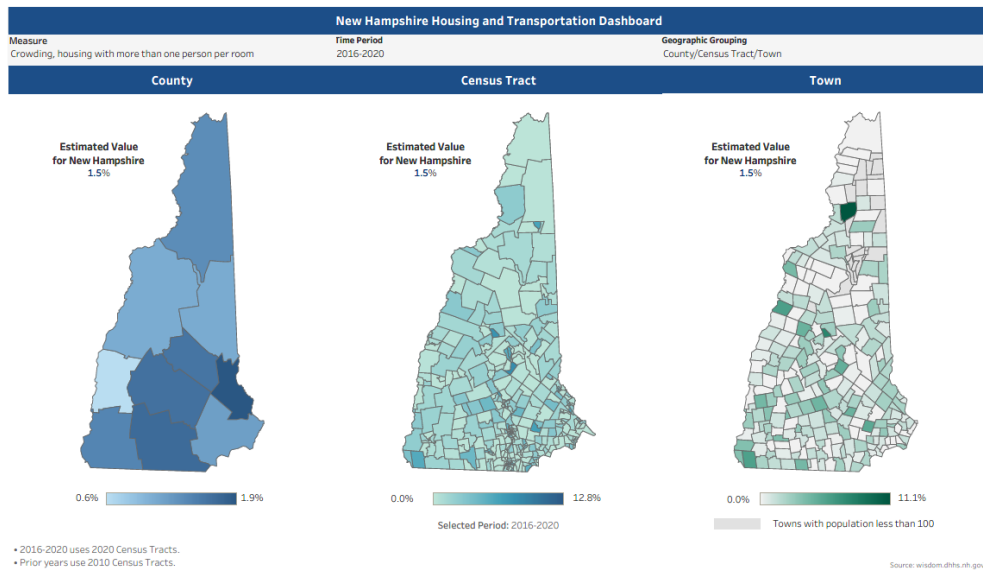 New Hampshire Housing and Transportation Dashboard
Measure
Time Period
Geographic Grouping
Crowding, housing with more than one person per room
2016-2020
County/Census Tract/Town
County
Census Tract
Town
Estimated Value
for New Hampshire
1.5%
Estimated Value
for New Hampshire
1.5%
Estimated Value
for New Hampshire
1.5%
0.6%
1.9%
0.0%
12.8%
0.0%
11.1%
Selected Period: 2016-2020
Towns with population less than 100
• 2016-2020 uses 2020 Census Tracts.
• Prior years use 2010 Census Tracts.
Source: wisdom.dhhs.nh.gov